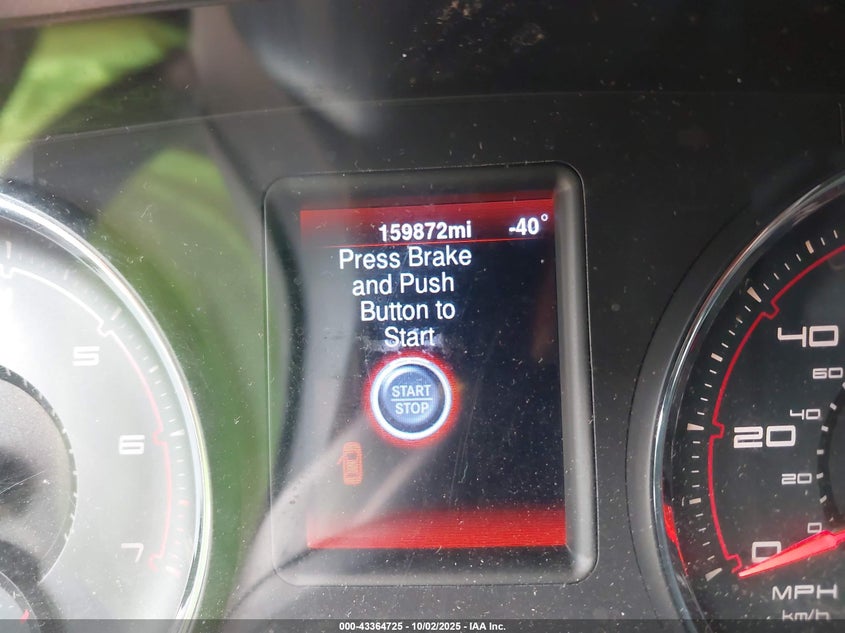 159872mi -40°
Press Brake
and Push
Button to
Start
START
STOP
5
6
7
40
20
0
60
40
20
0
MPH
km/h
000-43364725 - 10/02/2025 - IAA Inc.